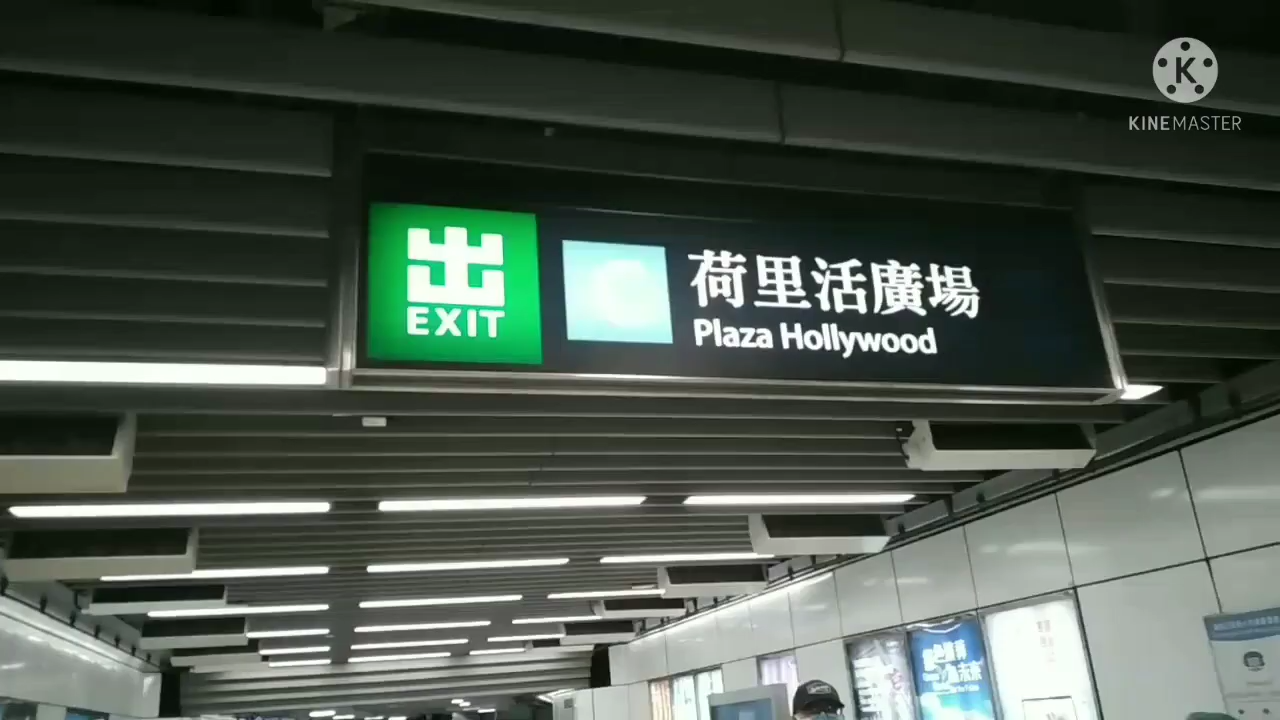 KINEMASTER
出
EXIT
C
荷里活廣場
Plaza Hollywood